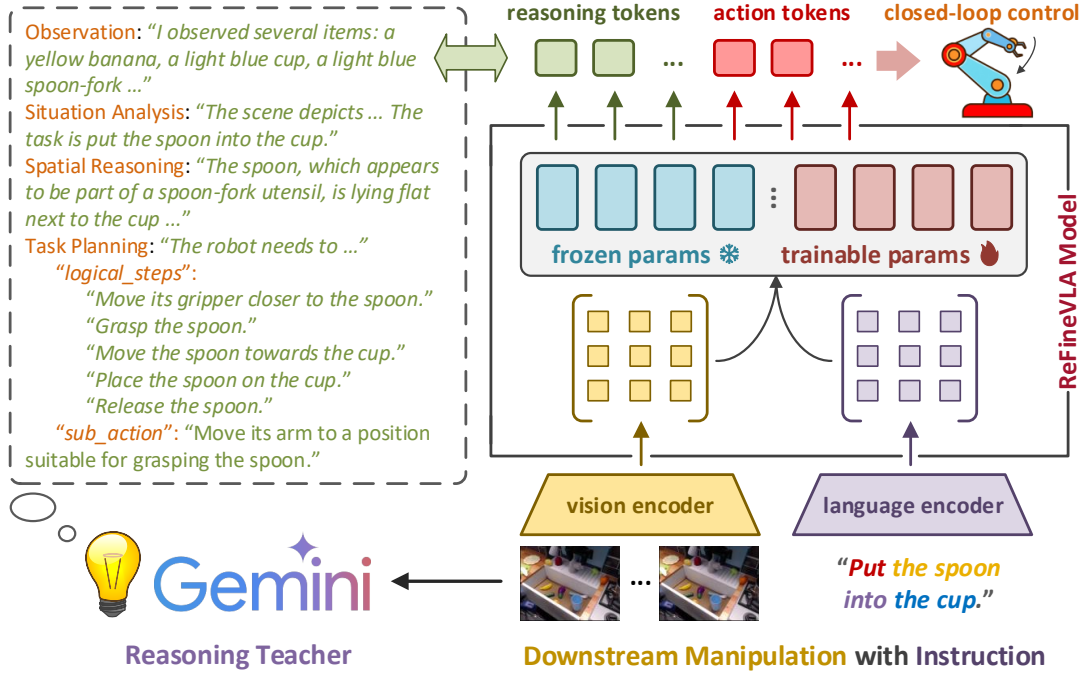 Observation: "I observed several items: a
yellow banana, a light blue cup, a light blue
spoon-fork ..."
Situation Analysis: "The scene depicts ... The
task is put the spoon into the cup."
Spatial Reasoning: "The spoon, which appears
to be part of a spoon-fork utensil, is lying flat
next to the cup ..."
Task Planning: "The robot needs to ..."
"logical_steps":
"Move its gripper closer to the spoon."
"Grasp the spoon."
"Move the spoon towards the cup."
"Place the spoon on the cup."
"Release the spoon."
"sub_action": "Move its arm to a position
suitable for grasping the spoon."
reasoning tokens
action tokens
closed-loop control
...
...
frozen params
trainable params
ReFineVLA Model
vision encoder
language encoder
Gemini
...
"Put the spoon
into the cup."
Reasoning Teacher
Downstream Manipulation with Instruction